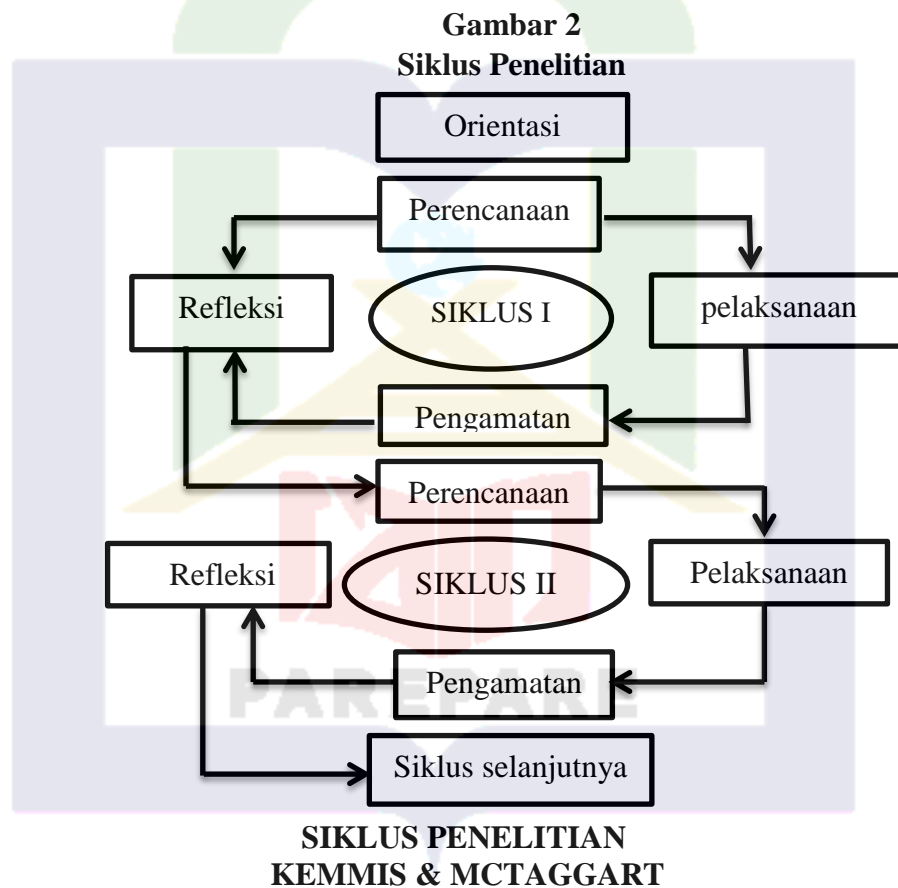 Gambar 2
Siklus Penelitian
Orientasi
Perencanaan
Refleksi
SIKLUS I
pelaksanaan
Pengamatan
Perencanaan
Refleksi
SIKLUS II
Pelaksanaan
Pengamatan
PAREPARE
Siklus selanjutnya
SIKLUS PENELITIAN
KEMMIS & MCTAGGART